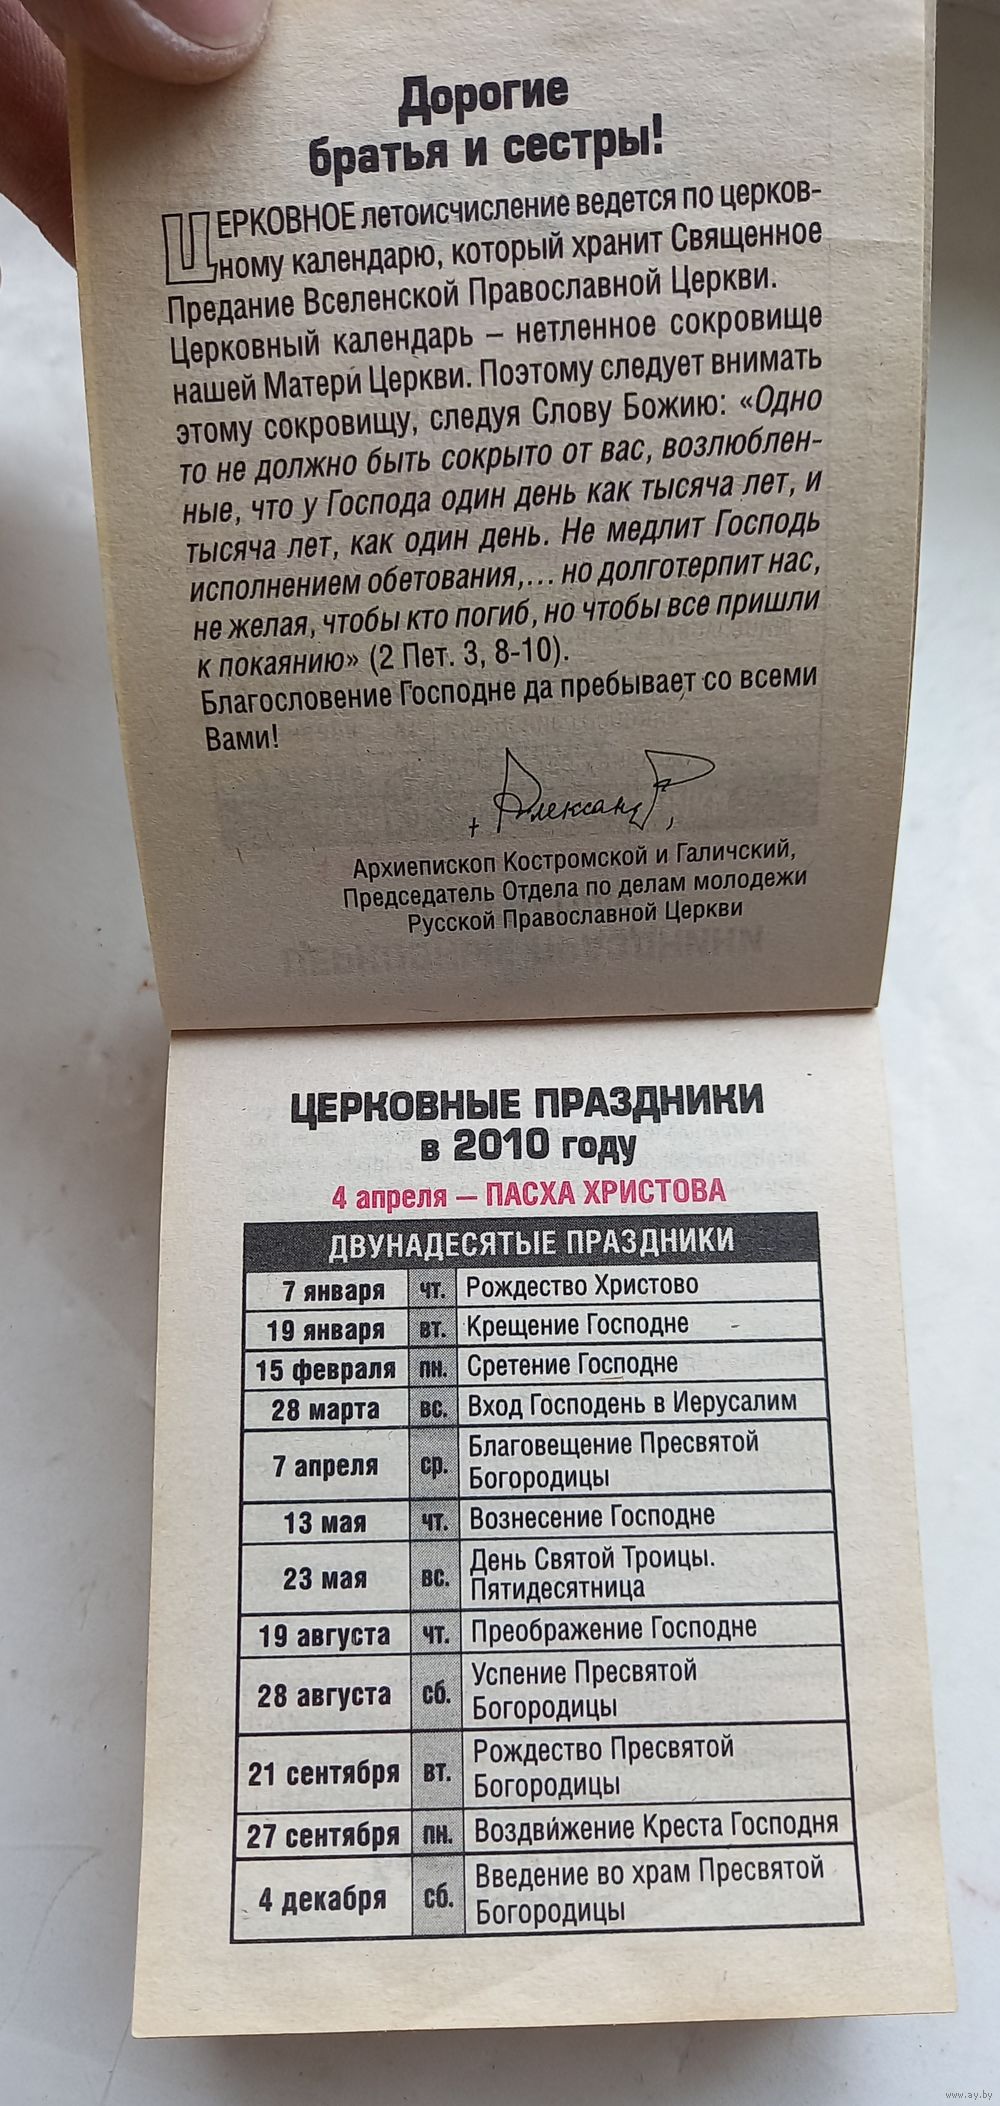 Дорогие
братья и сестры!
ЦЕРКОВНОЕ летоисчисление ведется по церков-
ному календарю, который хранит Священное
Предание Вселенской Православной Церкви.
Церковный календарь – нетленное сокровище
нашей Матери Церкви. Поэтому следует внимать
этому сокровищу, следуя Слову Божию: «Одно
то не должно быть сокрыто от вас, возлюблен-
ные, что у Господа один день как тысяча лет, и
тысяча лет, как один день. Не медлит Господь
исполнением обетования,... но долготерпит нас,
не желая, чтобы кто погиб, но чтобы все пришли
к покаянию» (2 Пет. 3, 8-10).
Благословение Господне да пребывает со всеми
Вами!
+ Александр,
Архиепископ Костромской и Галичский,
Председатель Отдела по делам молодежи
Русской Православной Церкви
ЦЕРКОВНЫЕ ПРАЗДНИКИ
в 2010 году
4 апреля – ПАСХА ХРИСТОВА
ДВУНАДЕСЯТЫЕ ПРАЗДНИКИ
7 января чт. Рождество Христово
19 января вт. Крещение Господне
15 февраля пн. Сретение Господне
28 марта вс. Вход Господень в Иерусалим
7 апреля ср. Благовещение Пресвятой
Богородицы
13 мая чт. Вознесение Господне
23 мая вс. День Святой Троицы.
Пятидесятница
19 августа чт. Преображение Господне
28 августа сб. Успение Пресвятой
Богородицы
21 сентября вт. Рождество Пресвятой
Богородицы
27 сентября пн. Воздви́жение Креста Господня
4 декабря сб. Введение во храм Пресвятой
Богородицы
www.ay.by